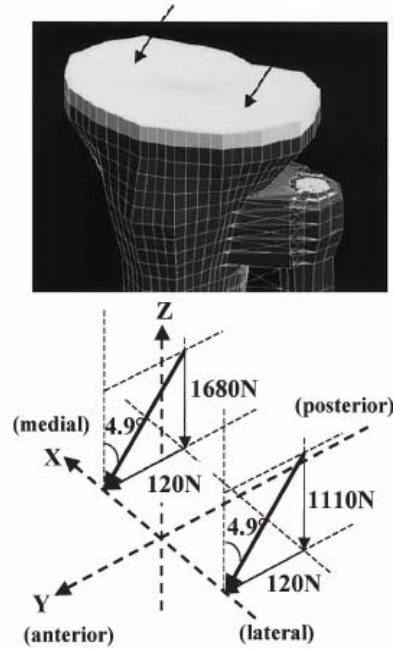 Z
1680N
(medial)
(posterior)
4.9°
X
120N
1110N
4.9°
120N
Y
(anterior)
(lateral)